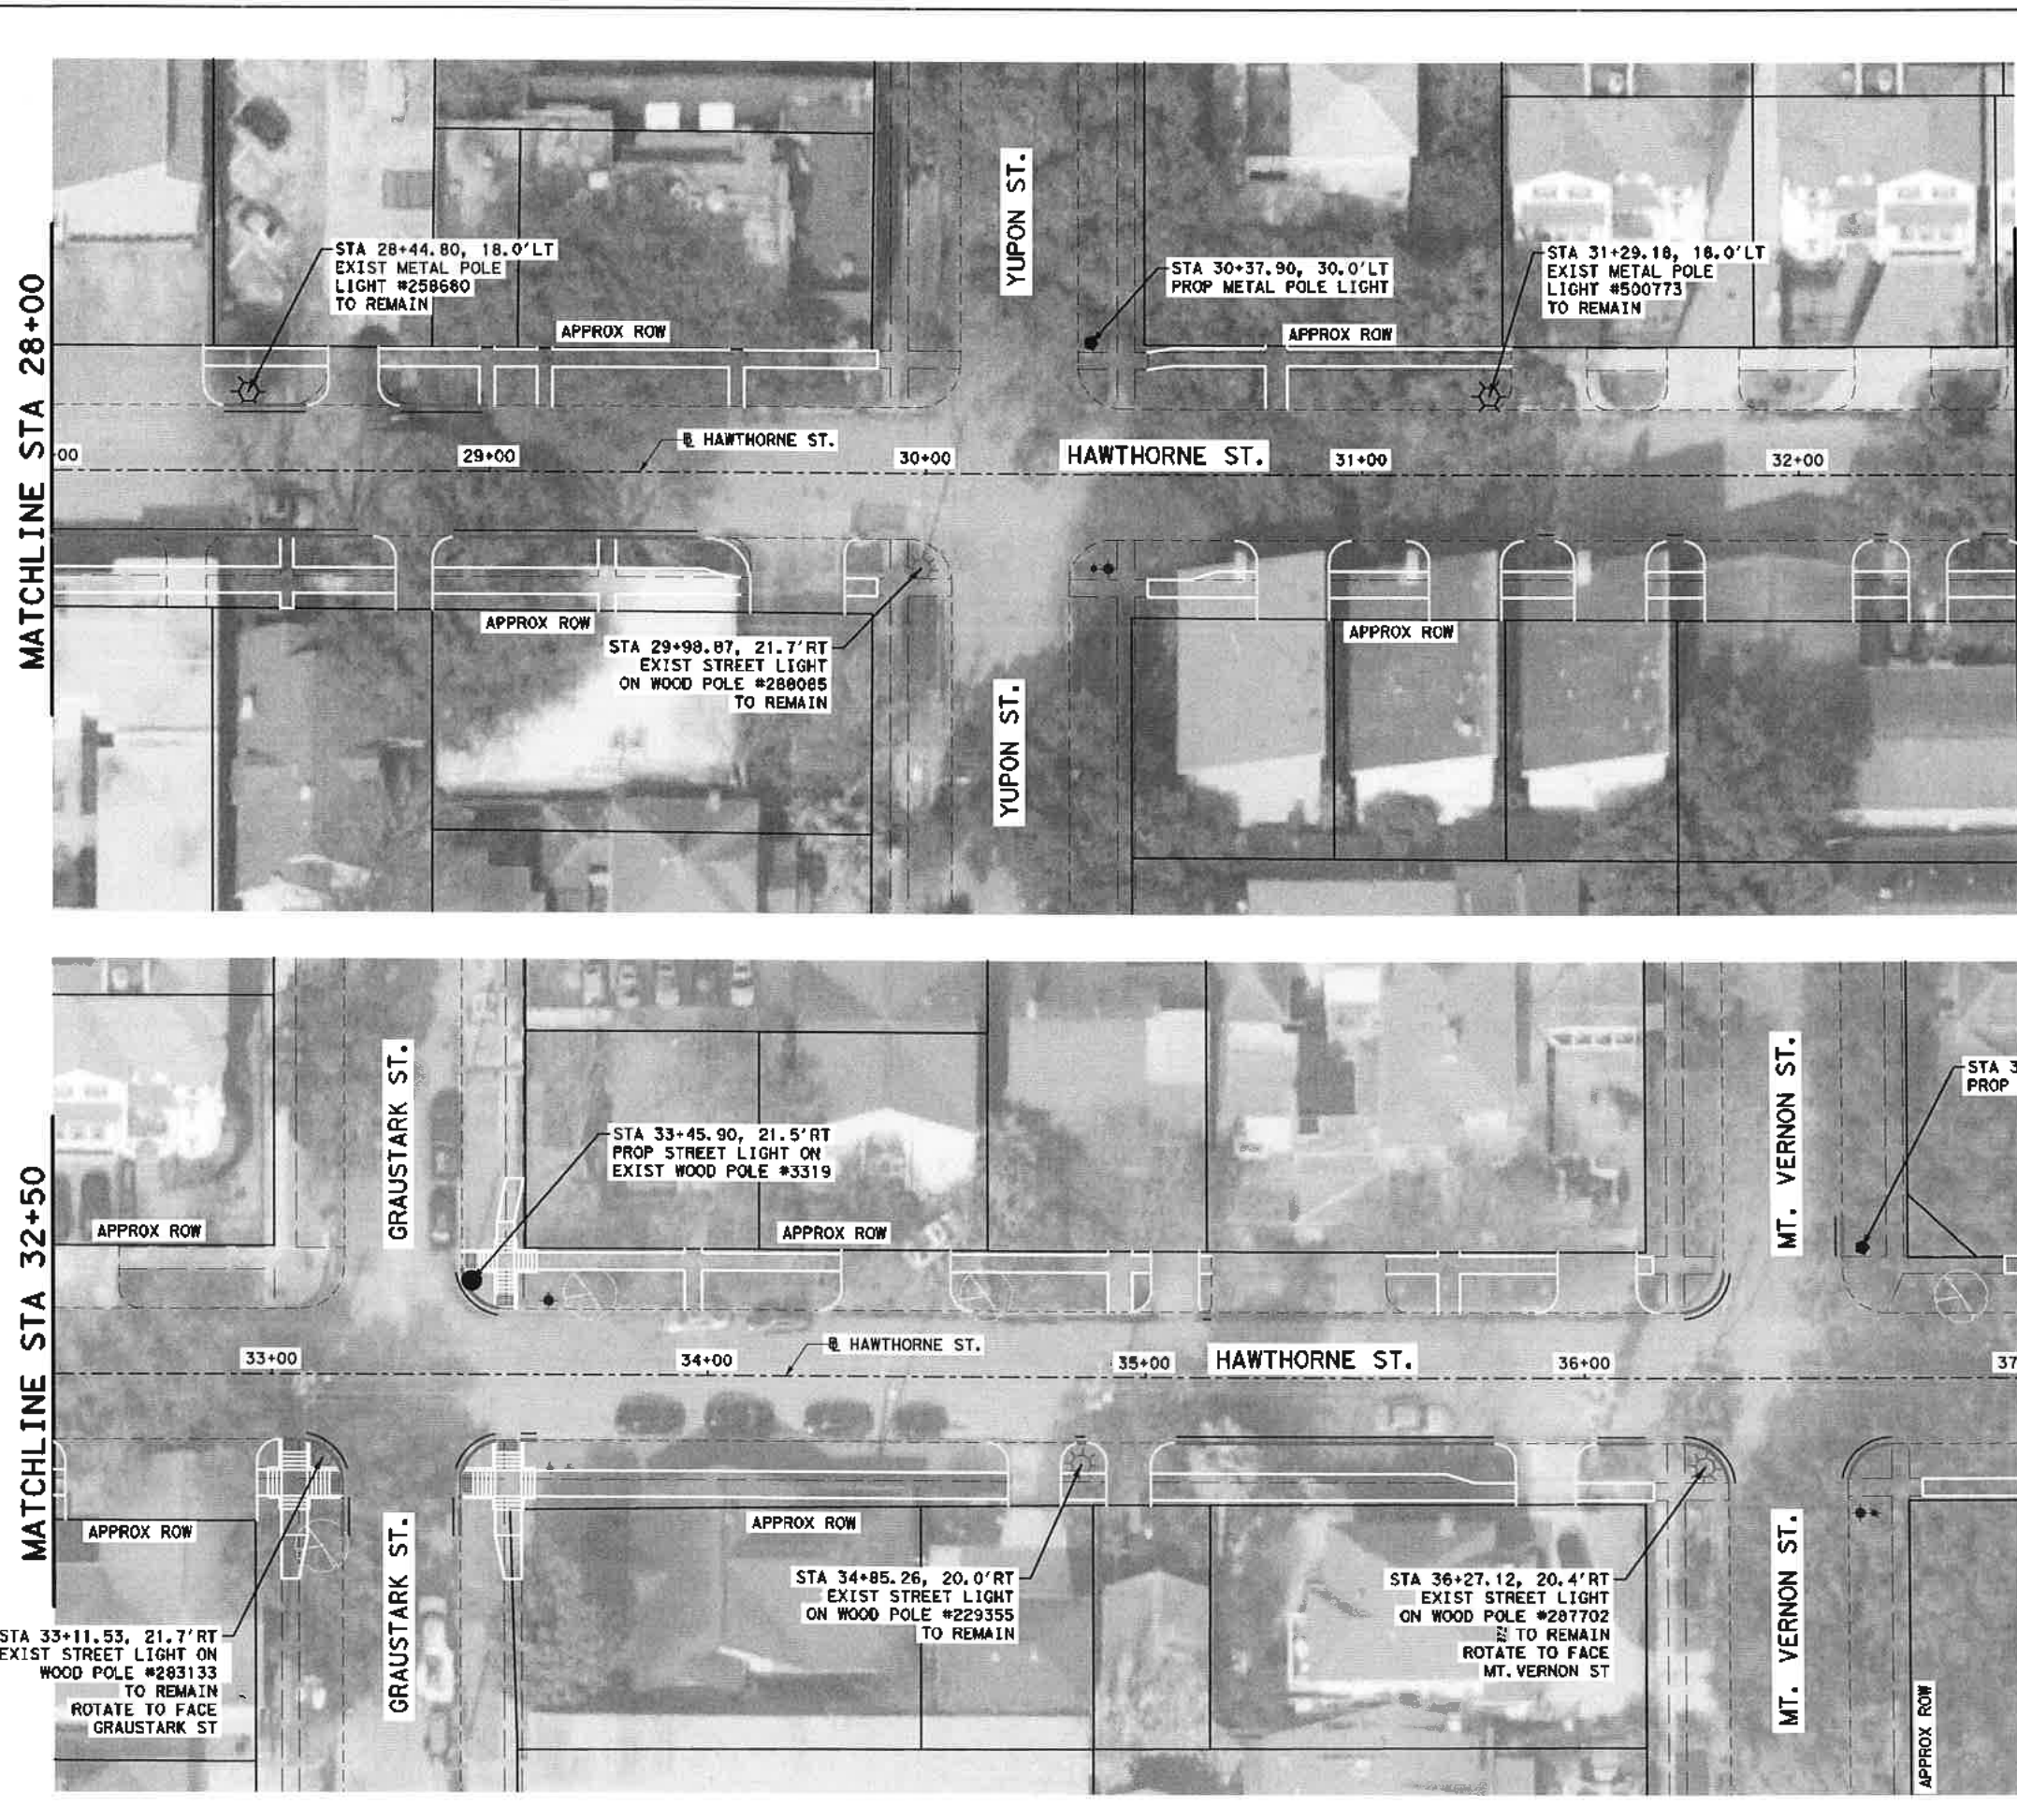 MATCHLINE STA 28+00
STA 28+44.80, 18.0'LT
EXIST METAL POLE
LIGHT #258680
TO REMAIN
APPROX ROW
YUPON ST.
STA 30+37.90, 30.0'LT
PROP METAL POLE LIGHT
APPROX ROW
STA 31+29.18, 18.0'LT
EXIST METAL POLE
LIGHT #500773
TO REMAIN
00
29+00
HAWTHORNE ST.
30+00
HAWTHORNE ST.
31+00
32+00
APPROX ROW
STA 29+98.87, 21.7'RT
EXIST STREET LIGHT
ON WOOD POLE #288085
TO REMAIN
YUPON ST.
APPROX ROW
MATCHLINE STA 32+50
GRAUSTARK ST.
STA 33+45.90, 21.5'RT
PROP STREET LIGHT ON
EXIST WOOD POLE #3319
APPROX ROW
APPROX ROW
MT. VERNON ST.
STA 3
PROP
33+00
34+00
HAWTHORNE ST.
35+00
HAWTHORNE ST.
36+00
37
APPROX ROW
GRAUSTARK ST.
APPROX ROW
STA 33+11.53, 21.7'RT
EXIST STREET LIGHT ON
WOOD POLE #283133
TO REMAIN
ROTATE TO FACE
GRAUSTARK ST
STA 34+85.26, 20.0'RT
EXIST STREET LIGHT
ON WOOD POLE #229355
TO REMAIN
STA 36+27.12, 20.4'RT
EXIST STREET LIGHT
ON WOOD POLE #287702
TO REMAIN
ROTATE TO FACE
MT. VERNON ST
MT. VERNON ST.
APPROX ROW